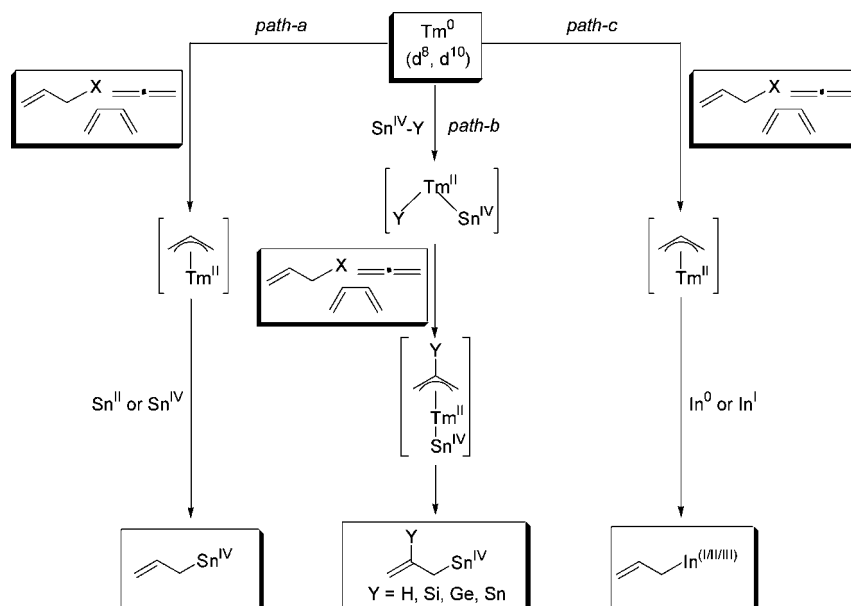 path-a
Tm⁰
(d⁸, d¹⁰)
path-c
X
Snᴵⱽ-Y
path-b
X
Tmᴵᴵ
Y
Snᴵⱽ
Tmᴵᴵ
X
Tmᴵᴵ
Y
Tmᴵᴵ
Snᴵⱽ
Snᴵᴵ or Snᴵⱽ
In⁰ or Inᴵ
Snᴵⱽ
Y
Snᴵⱽ
Y = H, Si, Ge, Sn
In⁽ᴵ/ᴵᴵ/ᴵᴵᴵ⁾